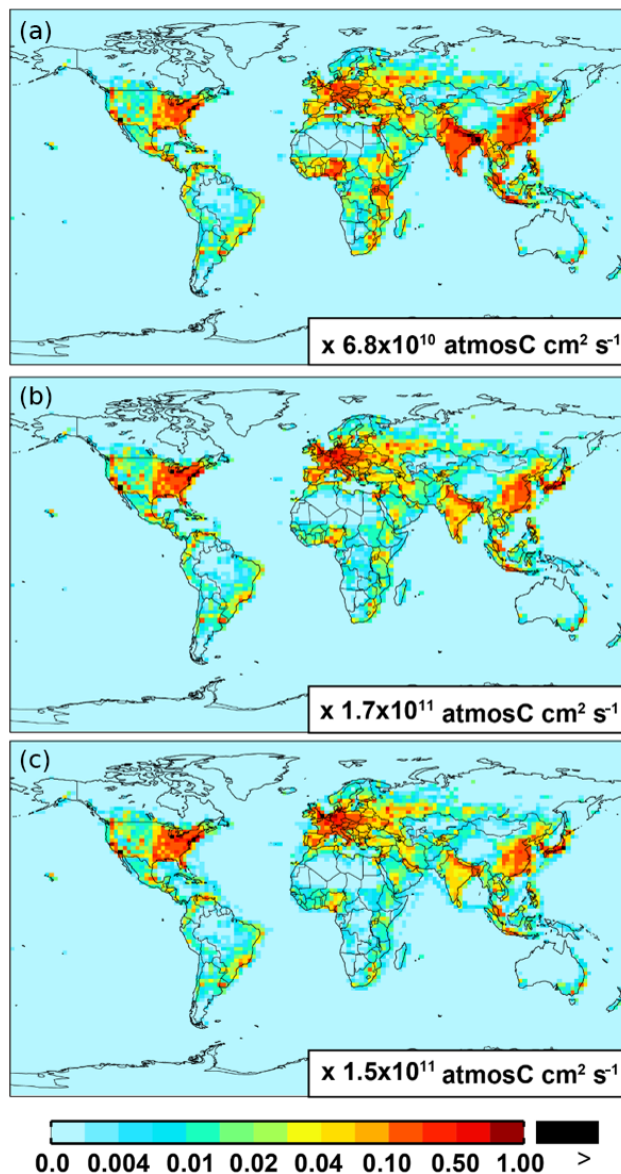 (a)
x 6.8x10¹⁰ atmosC cm² s⁻¹
(b)
x 1.7x10¹¹ atmosC cm² s⁻¹
(c)
x 1.5x10¹¹ atmosC cm² s⁻¹
0.0 0.004 0.01 0.02 0.04 0.10 0.50 1.00 >